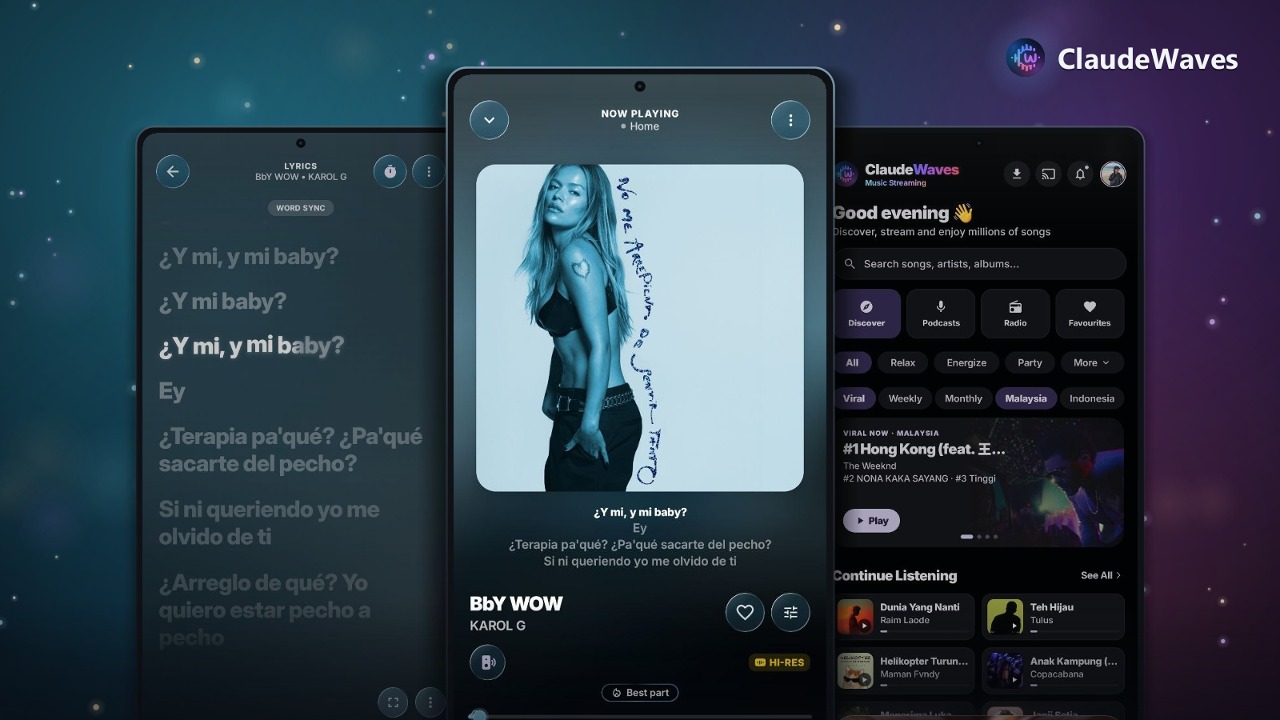 ClaudeWaves
LYRICS
BbY WOW • KAROL G
WORD SYNC
¿Y mi, y mi baby?
¿Y mi baby?
¿Y mi, y mi baby?
Ey
¿Terapia pa'qué? ¿Pa'qué
sacarte del pecho?
Si ni queriendo yo me
olvido de ti
¿Arreglo de qué? Yo
quiero estar pecho a
pecho
NOW PLAYING
Home
No me Arrepiento de Sentir Tanto
¿Y mi, y mi baby?
Ey
¿Terapia pa'qué? ¿Pa'qué sacarte del pecho?
Si ni queriendo yo me olvido de ti
BbY WOW
KAROL G
HI-RES
Best part
ClaudeWaves
Music Streaming
Good evening 👋
Discover, stream and enjoy millions of songs
Search songs, artists, albums...
Discover
Podcasts
Radio
Favourites
All
Relax
Energize
Party
More
Viral
Weekly
Monthly
Malaysia
Indonesia
VIRAL NOW · MALAYSIA
#1 Hong Kong (feat. 王...
The Weeknd
#2 NONA KAKA SAYANG · #3 Tinggi
Play
Continue Listening
See All
Dunia Yang Nanti
Raim Laode
Teh Hijau
Tulus
Helikopter Turun...
Maman Fvndy
Anak Kampung (...
Copacabana